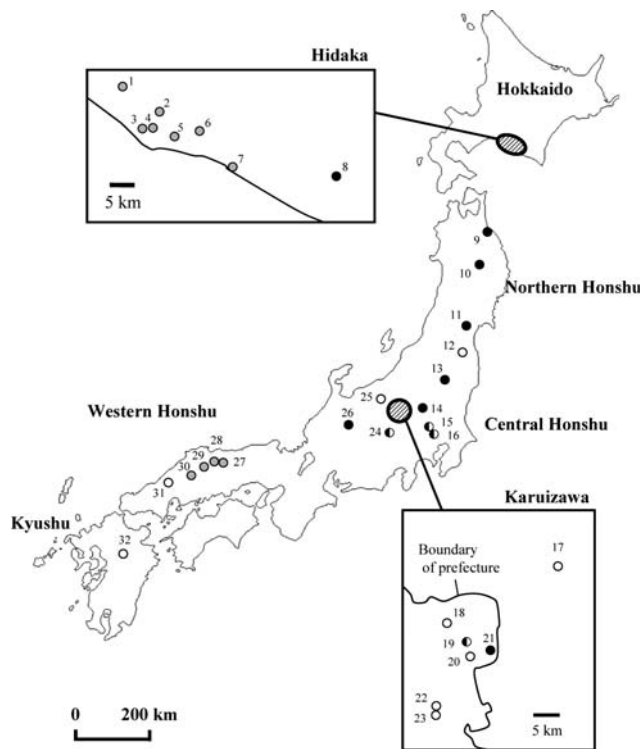 Hidaka
1
2
3
4
5
6
7
8
5 km
Hokkaido
9
10
Northern Honshu
11
12
13
25
14
Western Honshu
26
15
Central Honshu
24
16
28
29
27
30
31
Karuizawa
Kyushu
32
17
Boundary
of prefecture
18
19
21
20
22
23
5 km
0 200 km